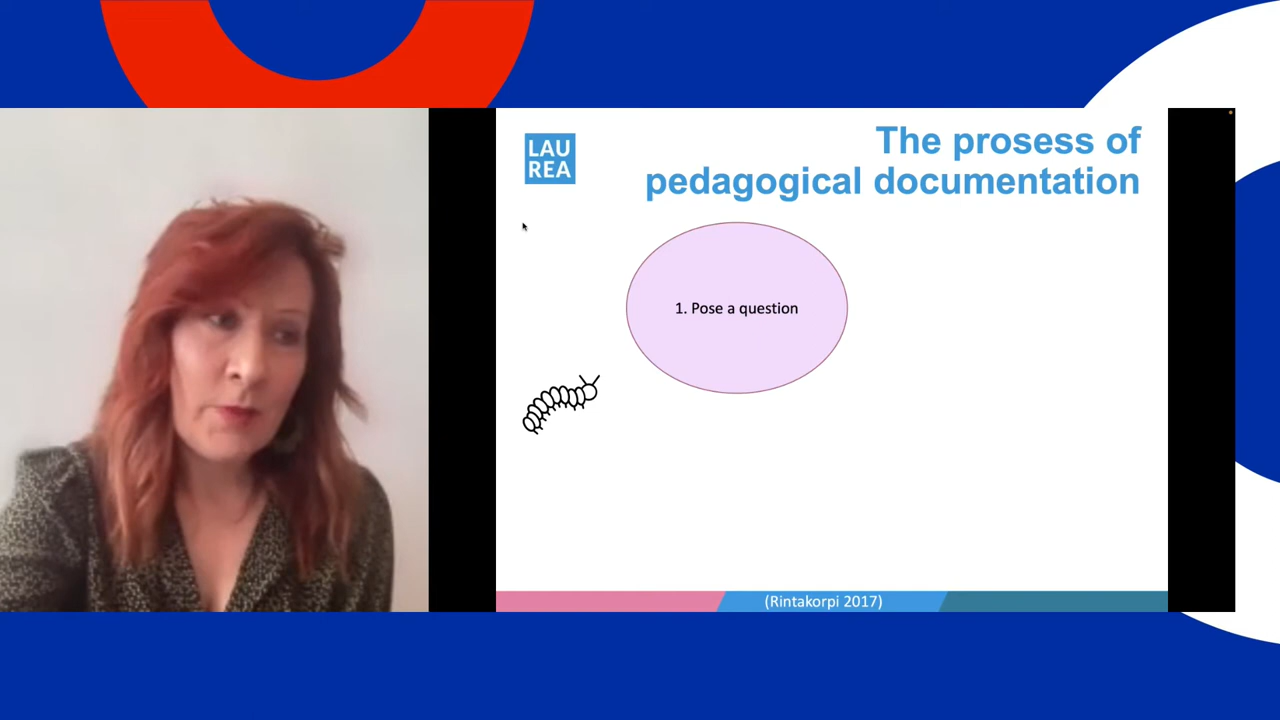 LAU
REA
The prosess of
pedagogical documentation
1. Pose a question
(Rintakorpi 2017)